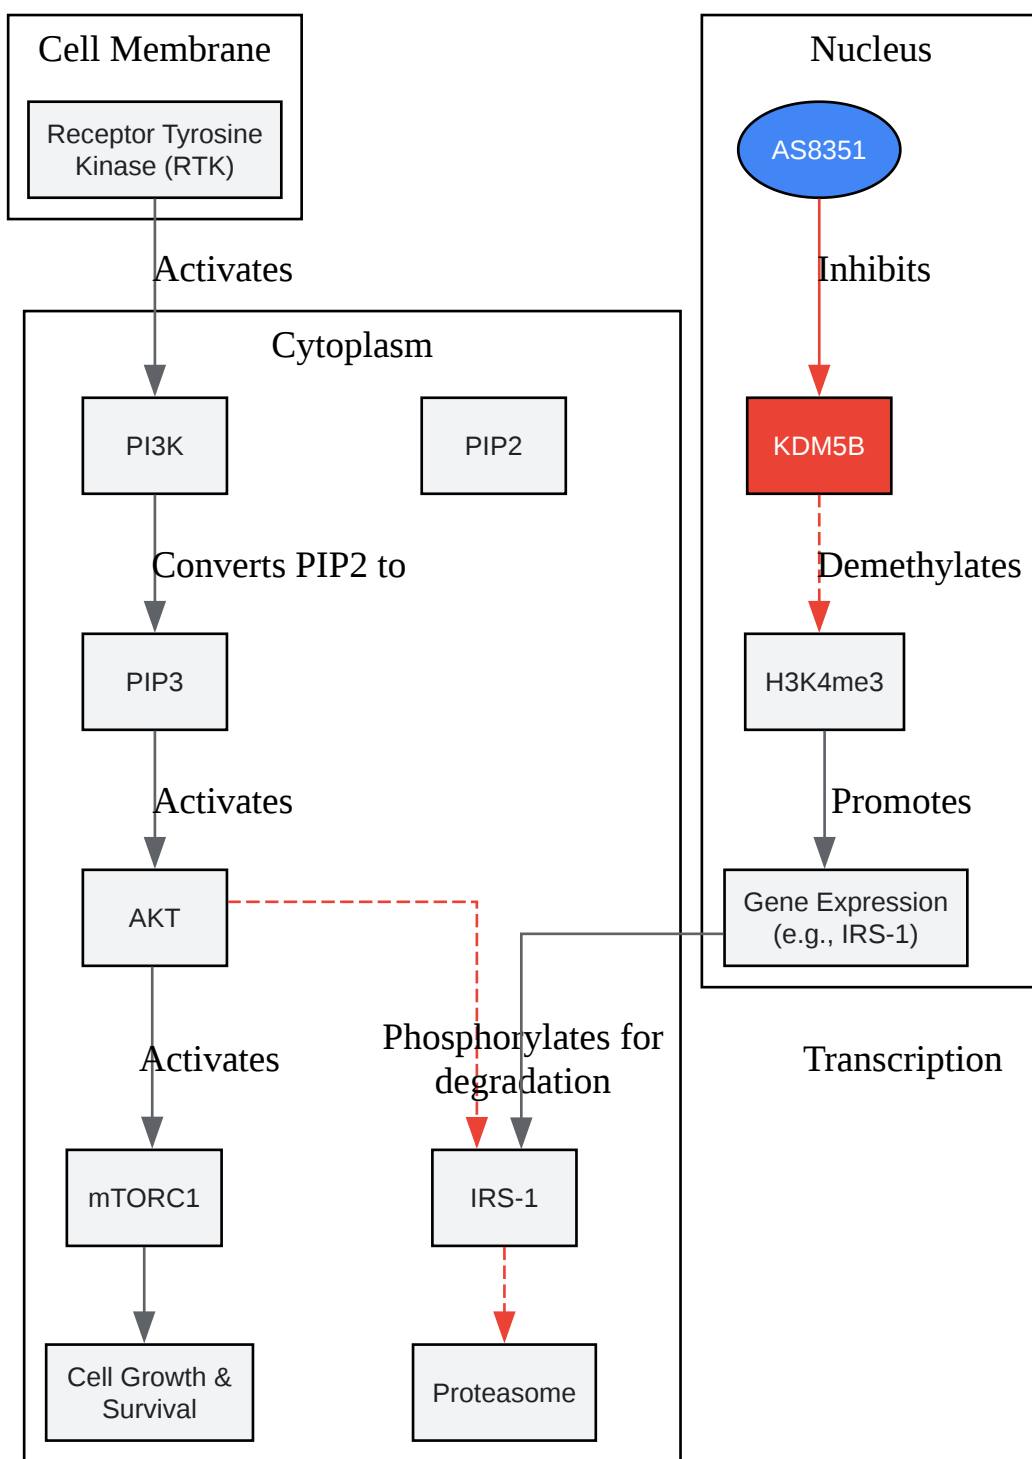 Cell Membrane
Receptor Tyrosine
Kinase (RTK)
Nucleus
AS8351
Activates
Inhibits
Cytoplasm
PI3K
PIP2
KDM5B
Converts PIP2 to
Demethylates
PIP3
H3K4me3
Activates
Promotes
AKT
Gene Expression
(e.g., IRS-1)
Activates
Phosphorylates for
degradation
Transcription
mTORC1
IRS-1
Cell Growth &
Survival
Proteasome